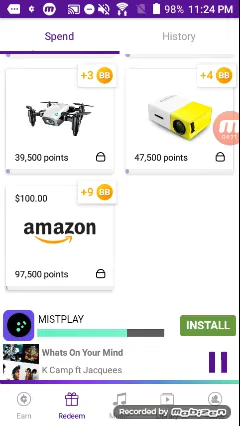 98% 11:24 PM
Spend
History
+3 BB
+4 BB
39,500 points
47,500 points
+9 BB
$100.00
amazon
97,500 points
MISTPLAY
INSTALL
Whats On Your Mind
K Camp ft Jacquees
Earn
Redeem
Recorded by
mobizen